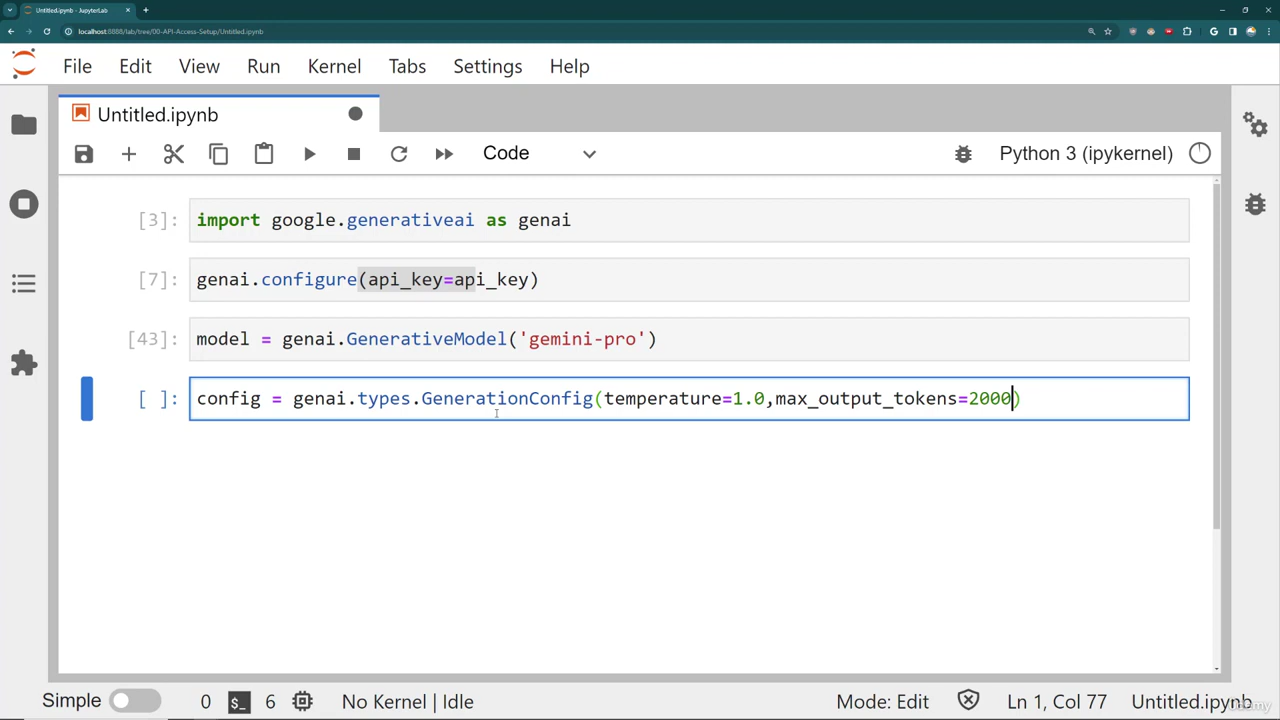 Untitled.ipynb - JupyterLab
localhost:8888/lab/tree/00-API-Access-Setup/Untitled.ipynb
File Edit View Run Kernel Tabs Settings Help
Untitled.ipynb
Code Python 3 (ipykernel)
[3]: import google.generativeai as genai
[7]: genai.configure(api_key=api_key)
[43]: model = genai.GenerativeModel('gemini-pro')
[ ]: config = genai.types.GenerationConfig(temperature=1.0,max_output_tokens=2000)
Simple 0 $_ 6 No Kernel | Idle Mode: Edit Ln 1, Col 77 Untitled.ipynb
Udemy